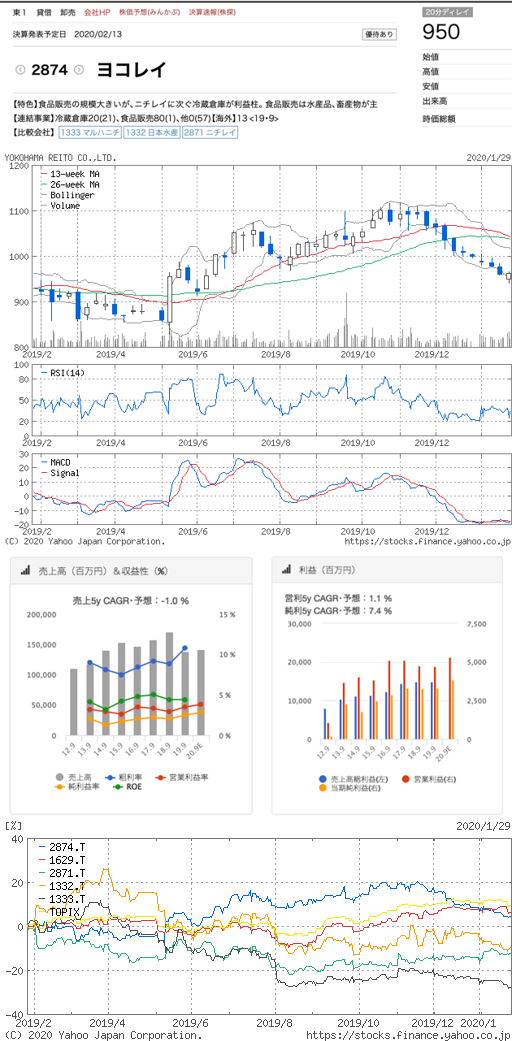 東1 貸借 卸売 会社HP 株価予想(みんかぶ) 決算速報(株探)
20分ディレイ
決算発表予定日 2020/02/13
優待あり
950
2874 ヨコレイ
始値
高値
安値
出来高
時価総額
【特色】食品販売の規模大きいが、ニチレイに次ぐ冷蔵倉庫が利益柱。食品販売は水産品、畜産物が主
【連結事業】冷蔵倉庫20(21)、食品販売80(1)、他0(57)【海外】13 <19・9>
【比較会社】 1333 マルハニチ 1332 日本水産 2871 ニチレイ
YOKOHAMA REITO CO.,LTD.
2020/1/29
1200
1100
1000
900
800
13-week MA
26-week MA
Bollinger
Volume
2019/2 2019/4 2019/6 2019/8 2019/10 2019/12
100
80
50
20
0
RSI(14)
2019/2 2019/4 2019/6 2019/8 2019/10 2019/12
30
20
10
0
-10
-20
MACD
Signal
2019/2 2019/4 2019/6 2019/8 2019/10 2019/12
(C) 2020 Yahoo Japan Corporation.
https://stocks.finance.yahoo.co.jp
売上高（百万円）＆収益性（％）
売上5y CAGR・予想：-1.0 %
200,000
150,000
100,000
50,000
0
15 %
10 %
5 %
0 %
12.9 13.9 14.9 15.9 16.9 17.9 18.9 19.9 20.9E
売上高 粗利率 営業利益率
純利益率 ROE
利益（百万円）
営利5y CAGR・予想：1.1 %
純利5y CAGR・予想：7.4 %
30,000
20,000
10,000
0
7,500
5,000
2,500
0
12.9 13.9 14.9 15.9 16.9 17.9 18.9 19.9 20.9E
売上高総利益(左) 営業利益(右)
当期純利益(右)
[%]
2020/1/29
40
20
0
-20
-40
2874.T
1629.T
2871.T
1332.T
1333.T
TOPIX
2019/2 2019/4 2019/6 2019/8 2019/10 2019/12 2020/1
(C) 2020 Yahoo Japan Corporation.
https://stocks.finance.yahoo.co.jp